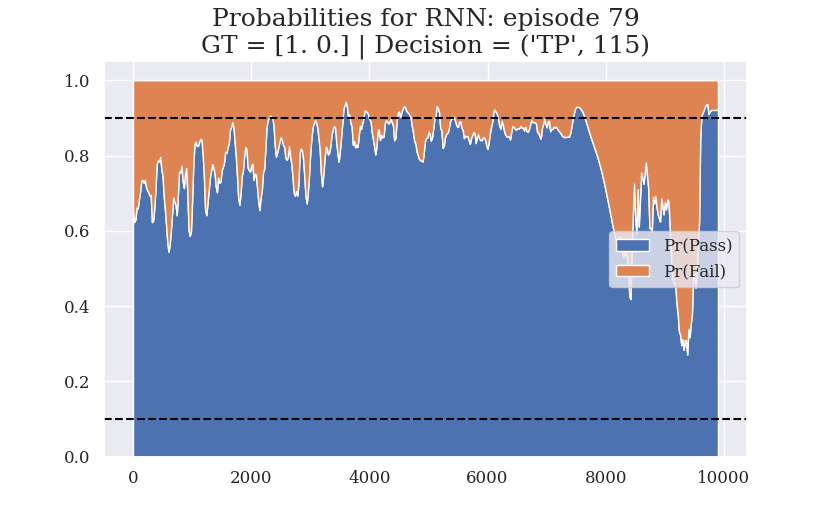 Probabilities for RNN: episode 79
GT = [1. 0.] | Decision = ('TP', 115)
1.0
0.8
0.6
0.4
0.2
0.0
Pr(Pass)
Pr(Fail)
0 2000 4000 6000 8000 10000